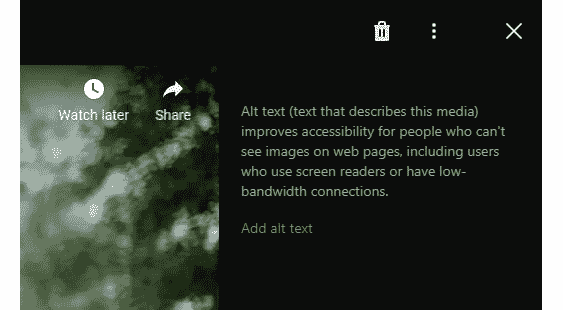 Watch later
Share
Alt text (text that describes this media)
improves accessibility for people who can't
see images on web pages, including users
who use screen readers or have low-
bandwidth connections.
Add alt text